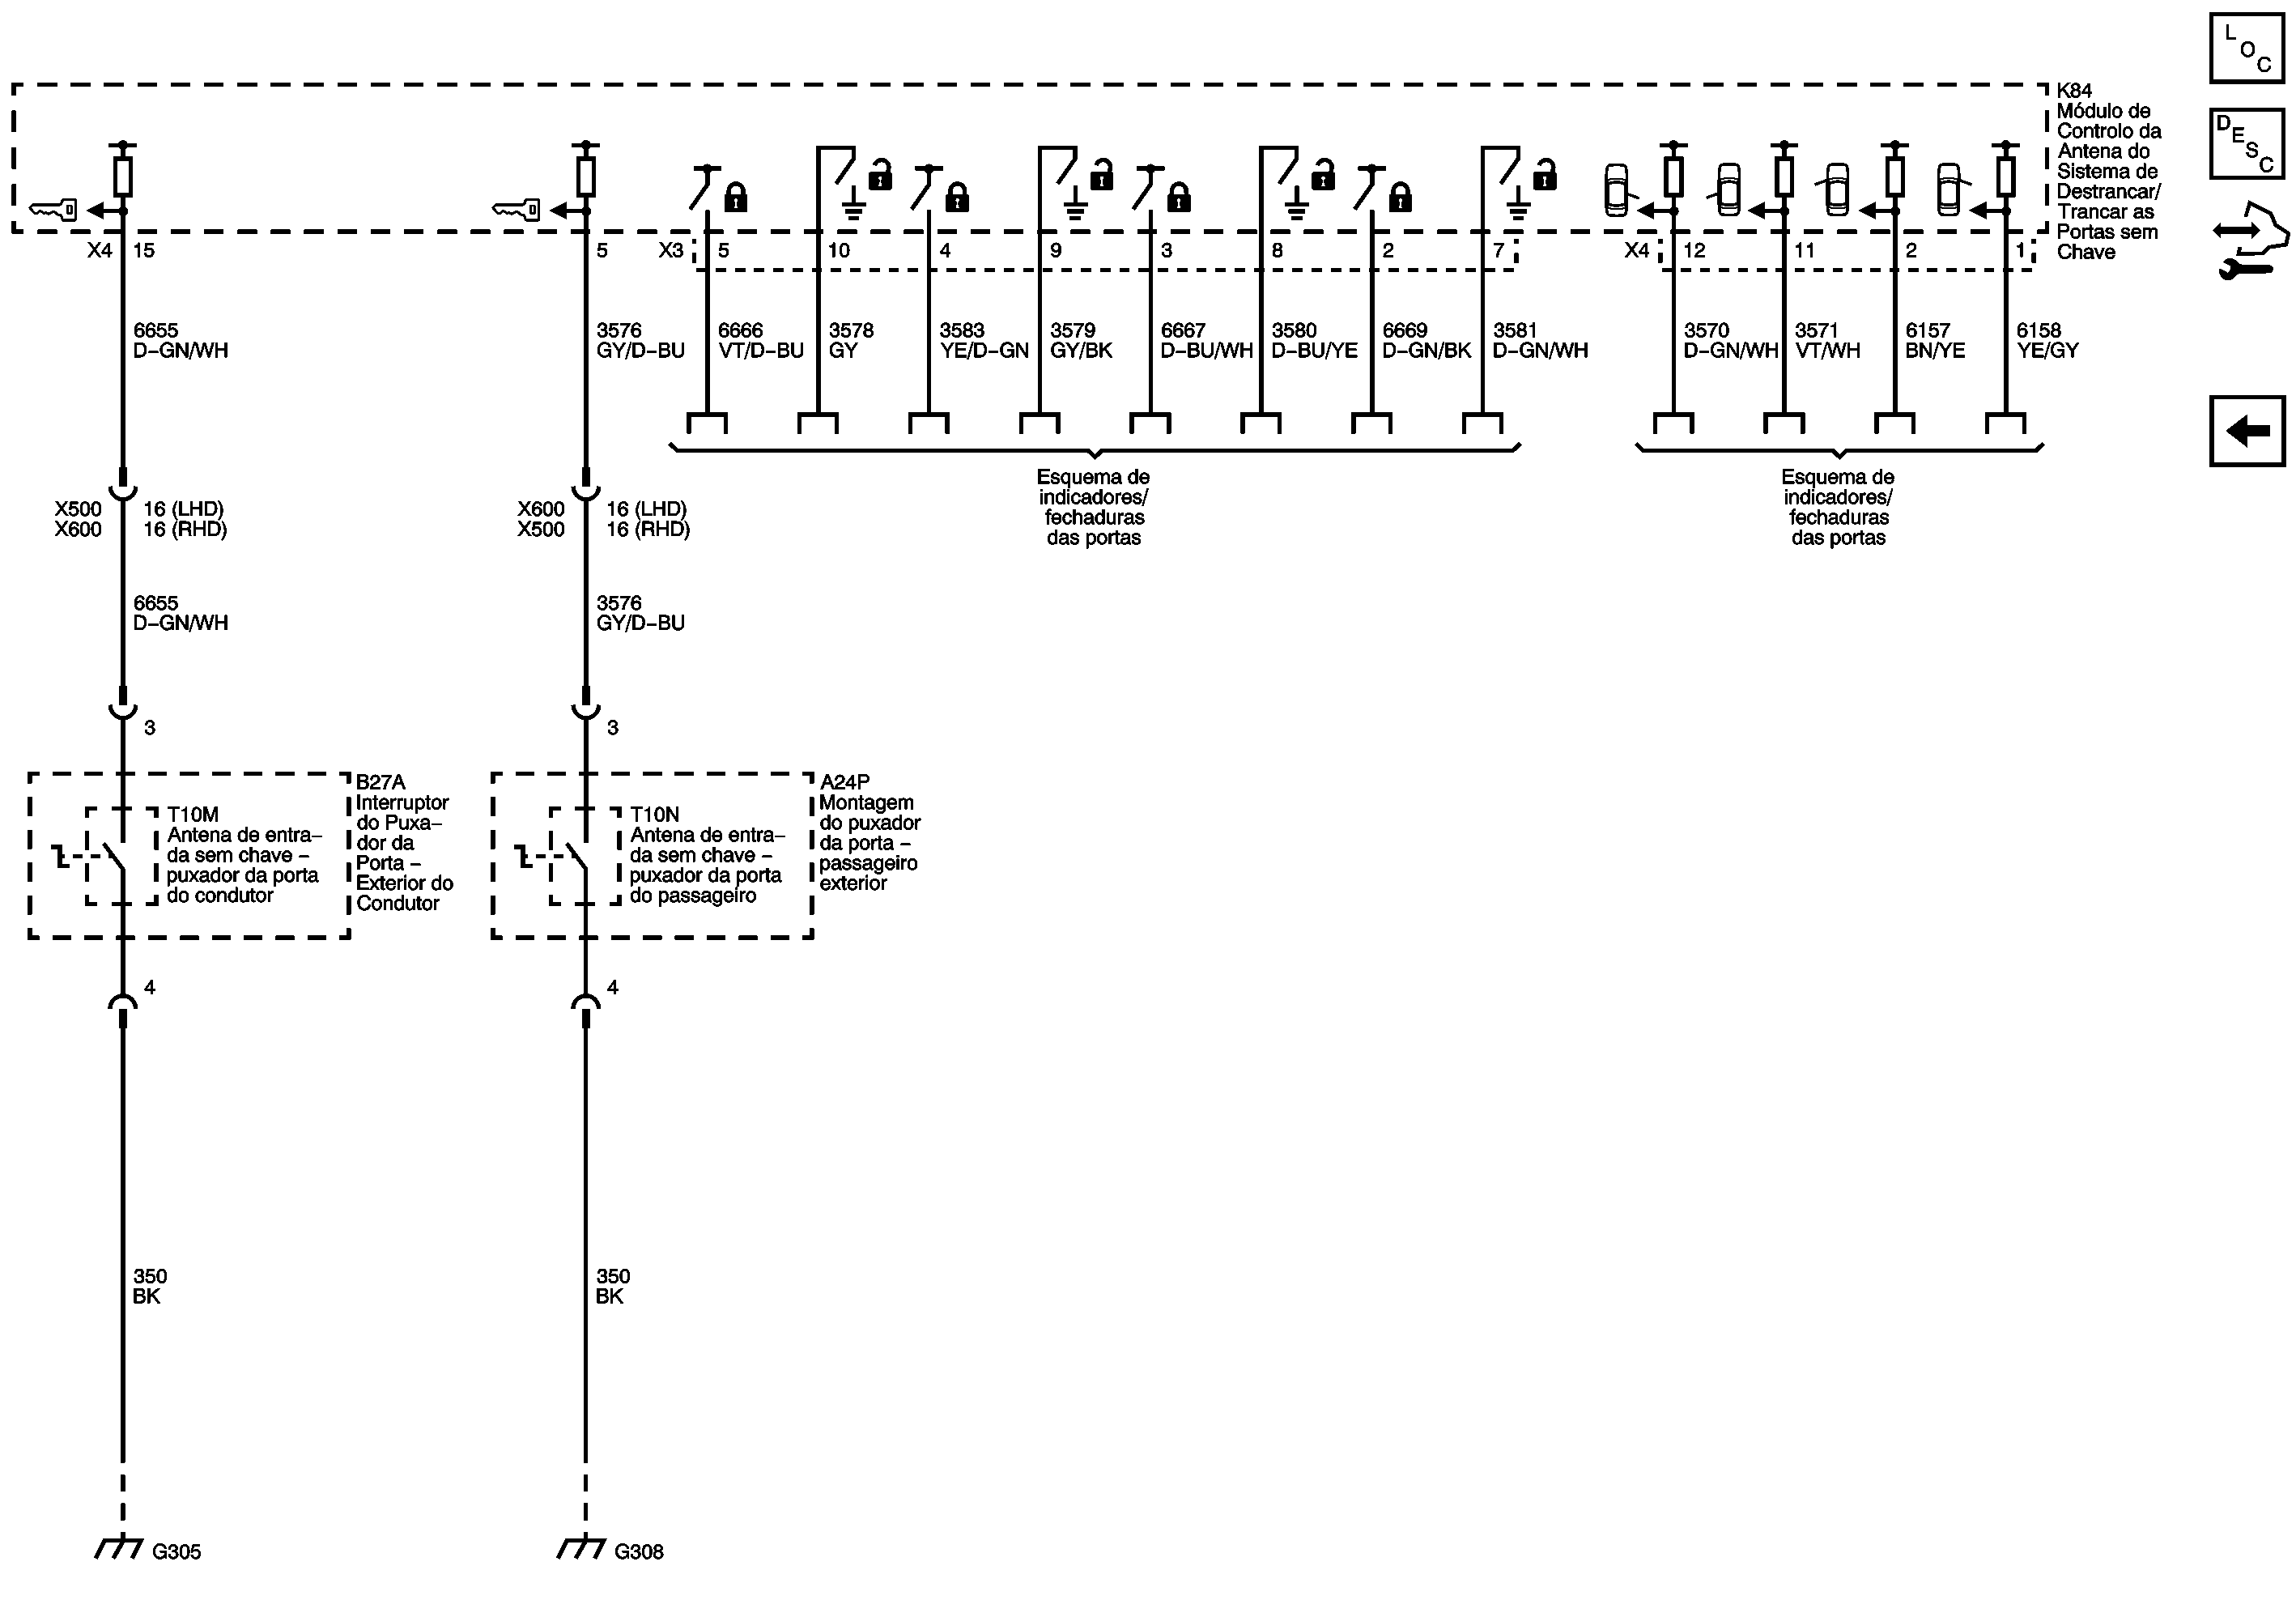 L
O
C
K84
Módulo de
Controlo da
Antena do
Sistema de
Destrancar/
Trancar as
Portas sem
Chave
D
E
S
C
X4 15
5
X3 5 10 4 9 3 8 2 7
X4 12 11 2 1
6655
D–GN/WH
3576
GY/D–BU
6666
VT/D–BU
3578
GY
3583
YE/D–GN
3579
GY/BK
6667
D–BU/WH
3580
D–BU/YE
6669
D–GN/BK
3581
D–GN/WH
3570
D–GN/WH
3571
VT/WH
6157
BN/YE
6158
YE/GY
Esquema de
indicadores/
fechaduras
das portas
Esquema de
indicadores/
fechaduras
das portas
X500 16 (LHD)
X600 16 (RHD)
X600 16 (LHD)
X500 16 (RHD)
6655
D–GN/WH
3576
GY/D–BU
3
3
B27A
Interruptor
do Puxa–
dor da
Porta –
Exterior do
Condutor
T10M
Antena de entra–
da sem chave –
puxador da porta
do condutor
A24P
Montagem
do puxador
da porta –
passageiro
exterior
T10N
Antena de entra–
da sem chave –
puxador da porta
do passageiro
4
4
350
BK
350
BK
G305
G308